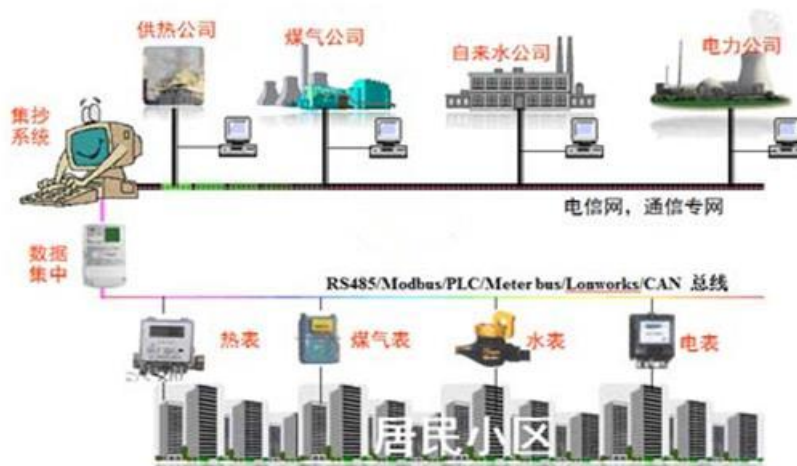 供热公司
煤气公司
自来水公司
电力公司
集抄
系统
电信网，通信专网
数据
集中
RS485/Modbus/PLC/Meter bus/Lonworks/CAN 总线
热表
煤气表
水表
电表
居民小区